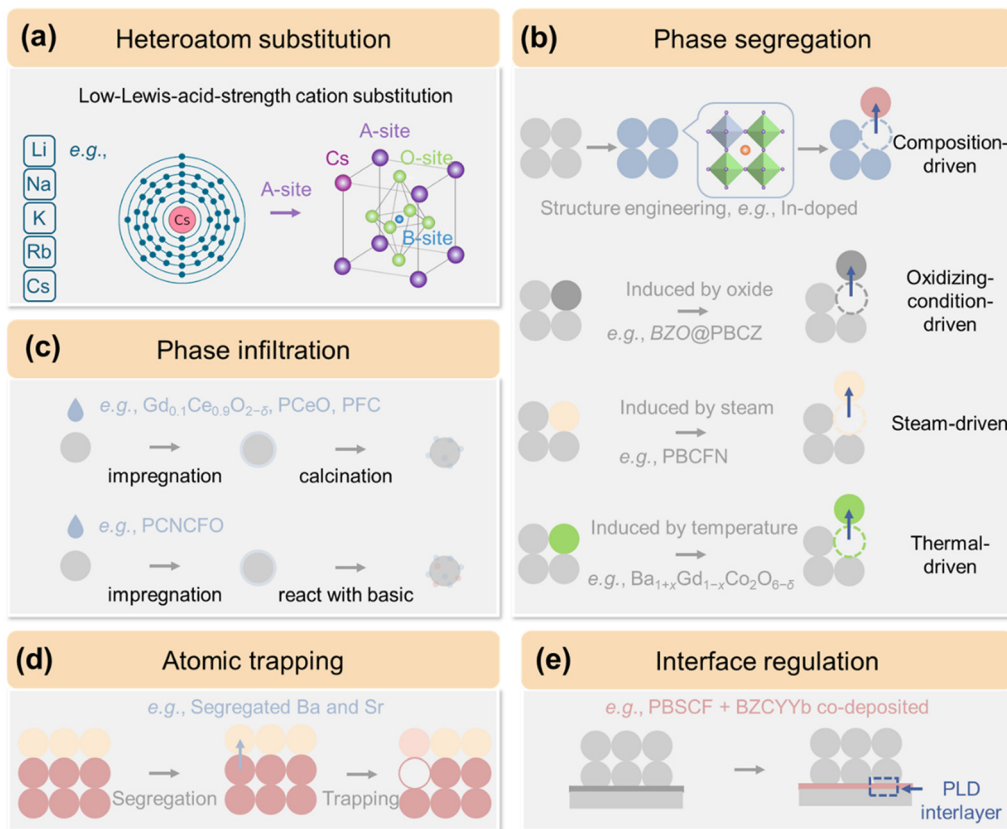 (a) Heteroatom substitution
Low-Lewis-acid-strength cation substitution
Li
Na
K
Rb
Cs
e.g.,
Cs
A-site
A-site
Cs
O-site
B-site
(b) Phase segregation
Composition-
driven
Structure engineering, e.g., In-doped
Induced by oxide
e.g., BZO@PBCZ
Oxidizing-
condition-
driven
Induced by steam
e.g., PBCFN
Steam-driven
Induced by temperature
e.g., Ba₁₊ₓGd₁₋ₓCo₂O₆₋δ
Thermal-
driven
(c) Phase infiltration
e.g., Gd₀.₁Ce₀.₉O₂₋δ, PCeO, PFC
impregnation
calcination
e.g., PCNCFO
impregnation
react with basic
(d) Atomic trapping
e.g., Segregated Ba and Sr
Segregation
Trapping
(e) Interface regulation
e.g., PBSCF + BZCYYb co-deposited
PLD
interlayer